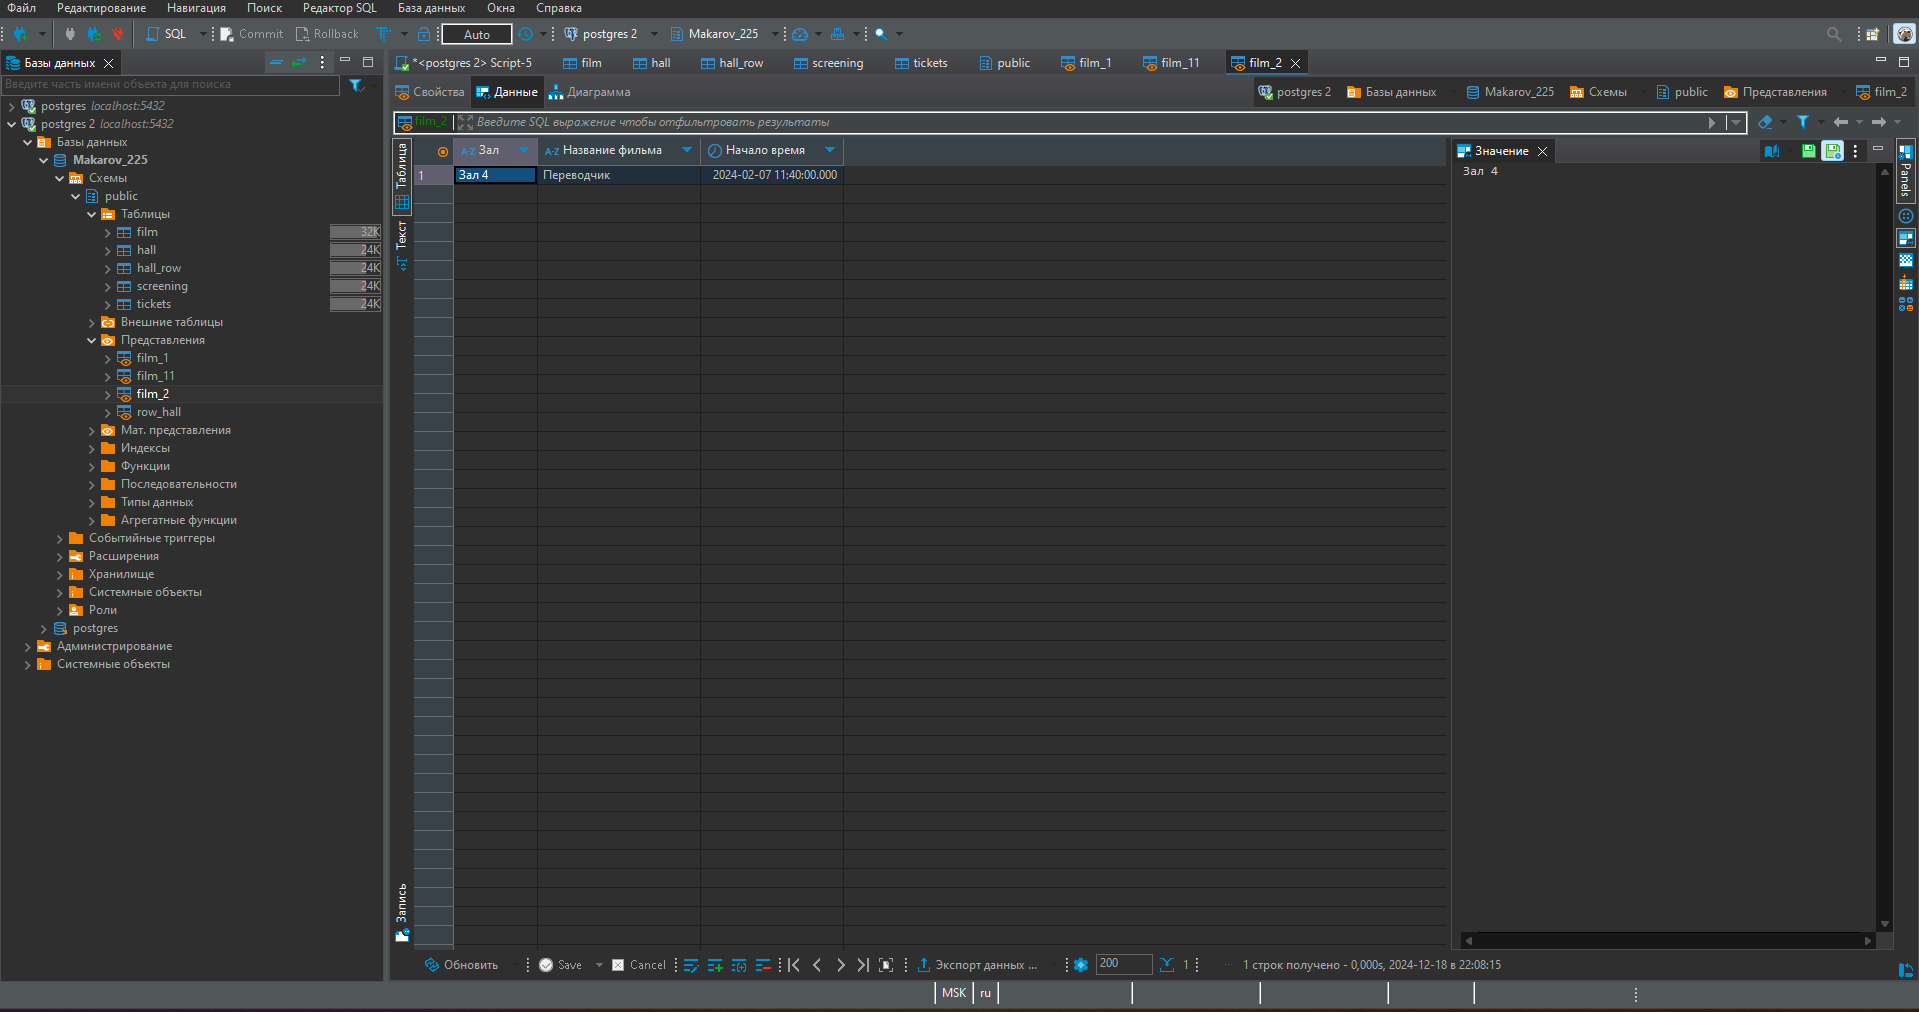 Файл Редактирование Навигация Поиск Редактор SQL База данных Окна Справка
SQL Commit Rollback Auto postgres 2 Makarov_225
Базы данных
Введите часть имени объекта для поиска
postgres localhost:5432
postgres 2 localhost:5432
Базы данных
Makarov_225
Схемы
public
Таблицы
film 32K
hall 24K
hall_row 24K
screening 24K
tickets 24K
Внешние таблицы
Представления
film_1
film_11
film_2
row_hall
Мат. представления
Индексы
Функции
Последовательности
Типы данных
Агрегатные функции
Событийные триггеры
Расширения
Хранилище
Системные объекты
Роли
postgres
Администрирование
Системные объекты
*<postgres 2> Script-5 film hall hall_row screening tickets public film_1 film_11 film_2
Свойства Данные Диаграмма
postgres 2 Базы данных Makarov_225 Схемы public Представления film_2
film_2 Введите SQL выражение чтобы отфильтровать результаты
Таблица
Текст
Запись
A-Z Зал A-Z Название фильма Начало время
1 Зал 4 Переводчик 2024-02-07 11:40:00.000
Значение
Зал 4
Panels
Обновить Save Cancel Экспорт данных ... 200 1 1 строк получено - 0,000s, 2024-12-18 в 22:08:15
MSK ru